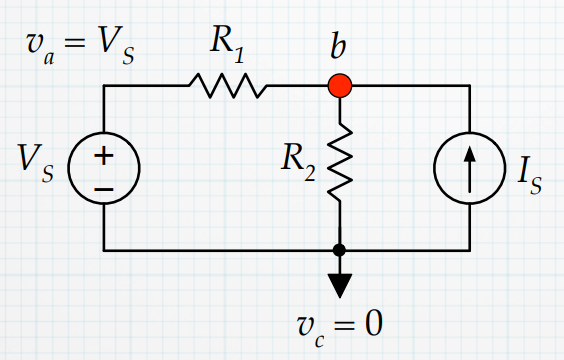 v_a = V_S
R_1
b
V_S
+
−
R_2
I_S
v_c = 0